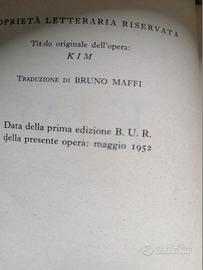 OPRIETÀ LETTERARIA RISERVATA
Titolo originale dell'opera:
KIM
TRADUZIONE DI BRUNO MAFFI
Data della prima edizione B. U. R.
della presente opera: maggio 1952